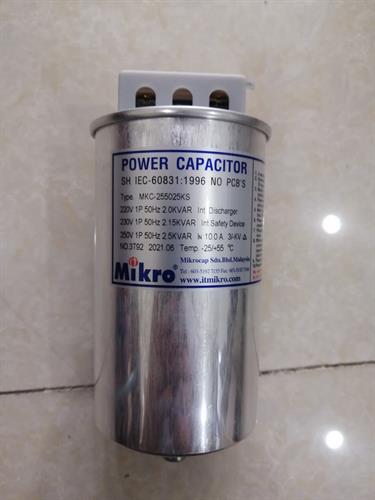 POWER CAPACITOR
SH IEC-60831:1996 NO PCB'S
Type. MKC-255025KS
220V 1P 50Hz 2.0KVAR Int Discharger
230V 1P 50Hz 2.15KVAR Int Safety Device
250V 1P 50Hz 2.5KVAR IN 10.0 A 3/-KV
NO.3792 2021.06 Temp. -25/+55 °C
Mikro
Mikrocap Sdn.Bhd.Malaysia
www.itmikro.com